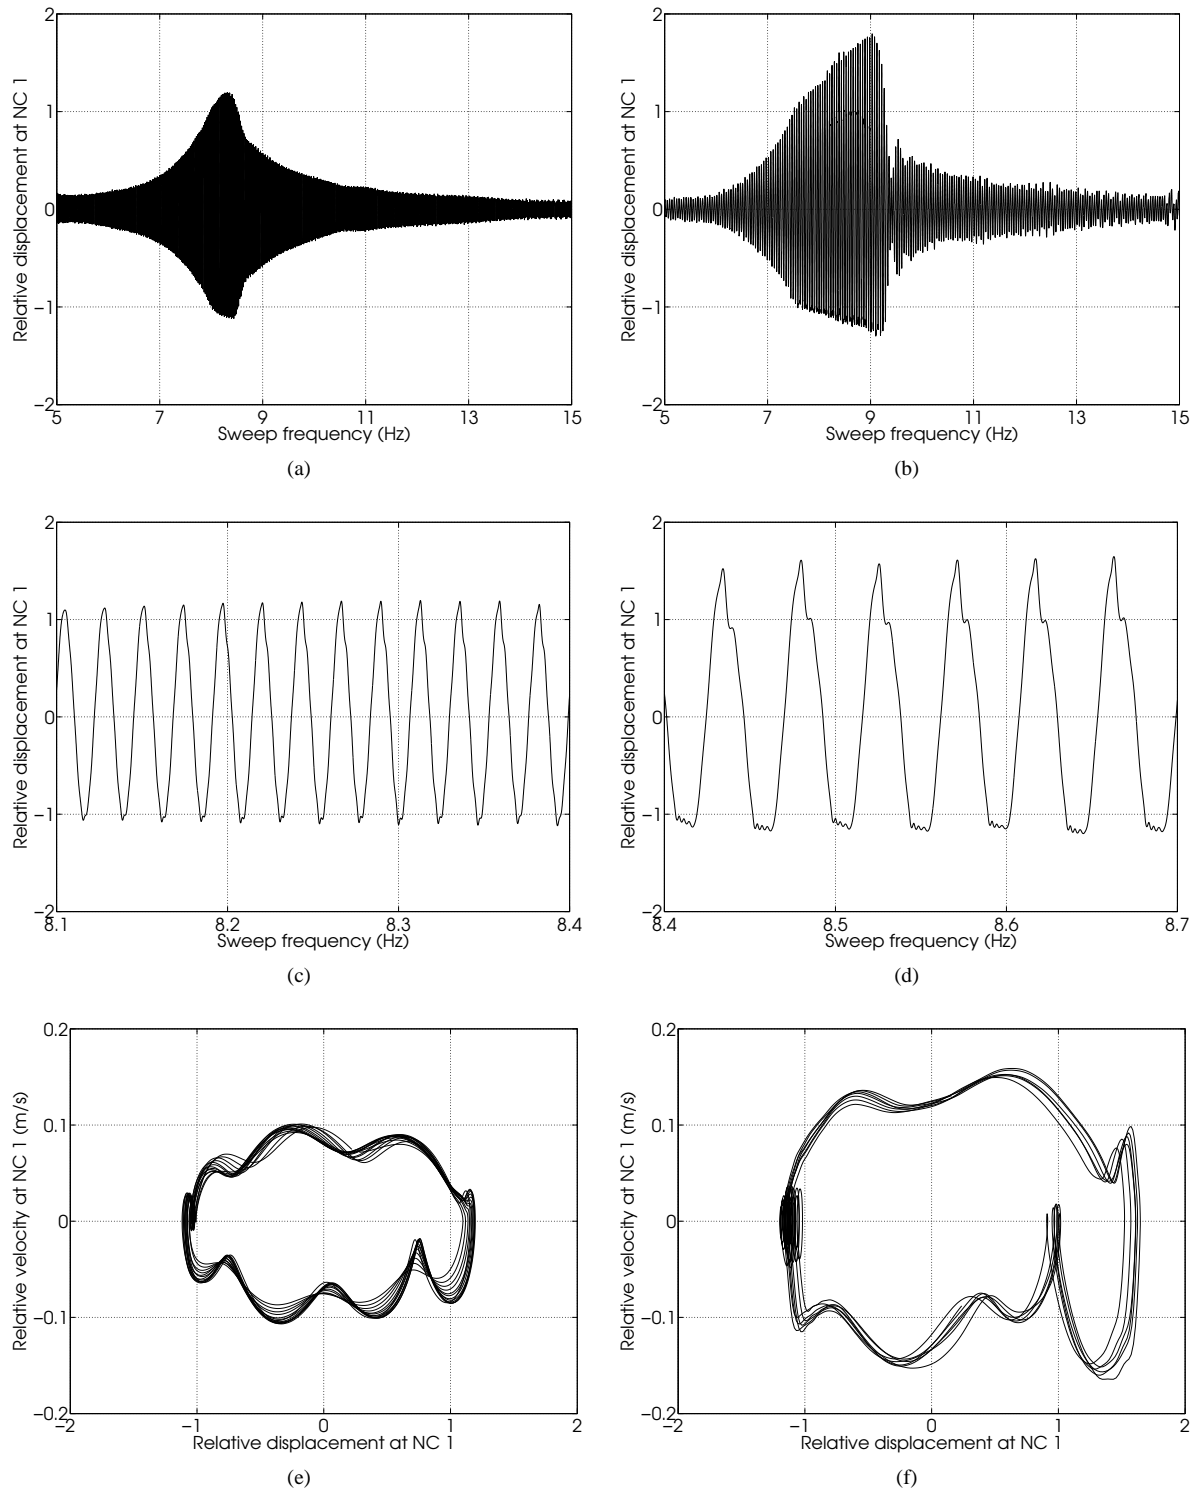 2
1
0
−1
−2
5 7 9 11 13 15
Relative displacement at NC 1
Sweep frequency (Hz)
(a)
2
1
0
−1
−2
5 7 9 11 13 15
Relative displacement at NC 1
Sweep frequency (Hz)
(b)
2
1
0
−1
−2
8.1 8.2 8.3 8.4
Relative displacement at NC 1
Sweep frequency (Hz)
(c)
2
1
0
−1
−2
8.4 8.5 8.6 8.7
Relative displacement at NC 1
Sweep frequency (Hz)
(d)
0.2
0.1
0
−0.1
−0.2
−2 −1 0 1 2
Relative velocity at NC 1 (m/s)
Relative displacement at NC 1
(e)
0.2
0.1
0
−0.1
−0.2
−2 −1 0 1 2
Relative velocity at NC 1 (m/s)
Relative displacement at NC 1
(f)